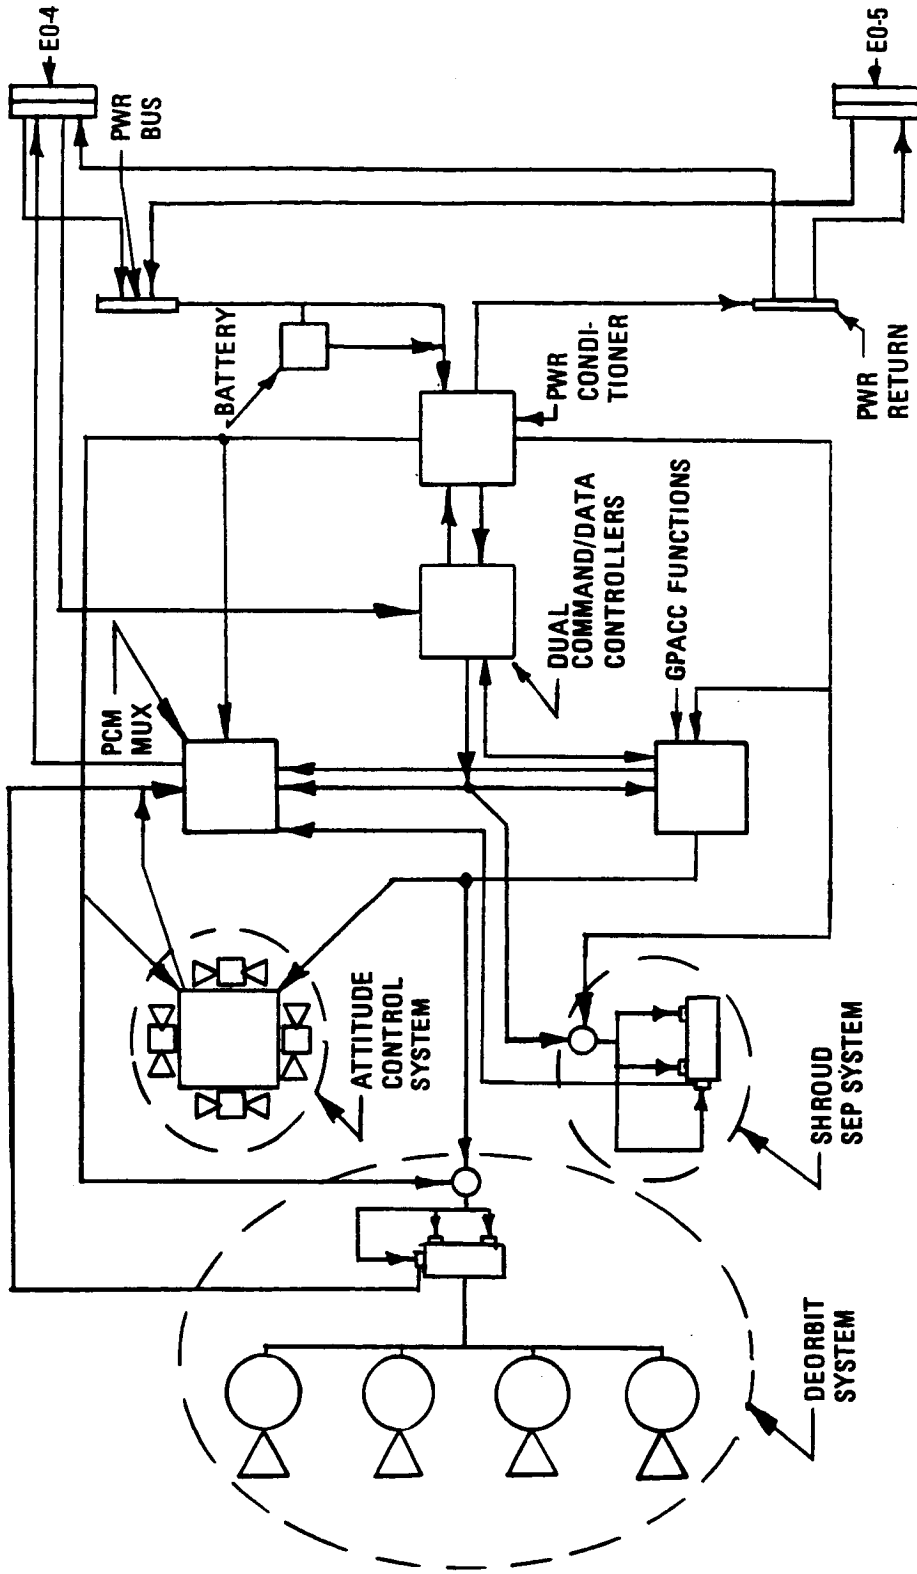 E0-4
PWR
BUS
BATTERY
PWR
CONDI-
TIONER
PWR
RETURN
E0-5
PCM
MUX
DUAL
COMMAND/DATA
CONTROLLERS
GPACC FUNCTIONS
ATTITUDE
CONTROL
SYSTEM
SHROUD
SEP SYSTEM
DEORBIT
SYSTEM